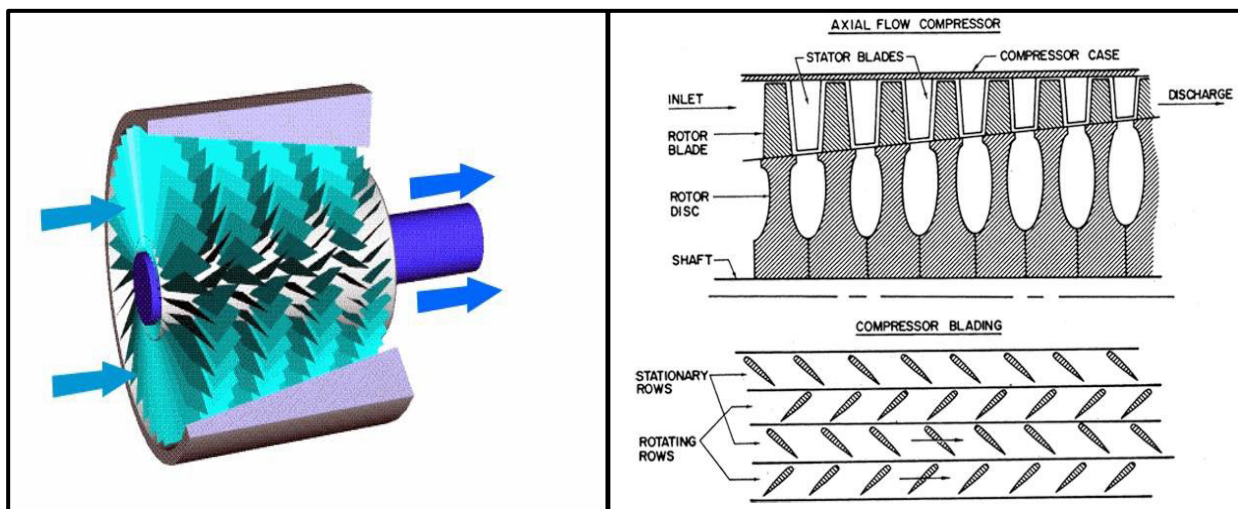 AXIAL FLOW COMPRESSOR
STATOR BLADES
COMPRESSOR CASE
INLET
DISCHARGE
ROTOR
BLADE
ROTOR
DISC
SHAFT
COMPRESSOR BLADING
STATIONARY
ROWS
ROTATING
ROWS